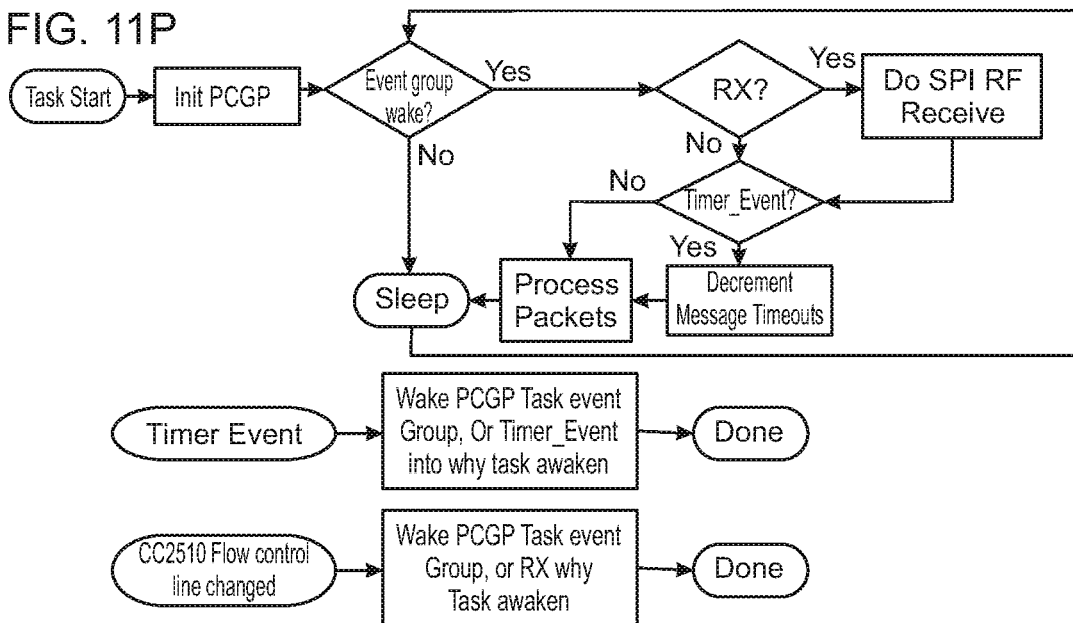 FIG. 11P
Task Start
Init PCGP
Event group
wake?
Yes
No
RX?
Yes
No
Do SPI RF
Receive
Timer_Event?
No
Yes
Decrement
Message Timeouts
Process
Packets
Sleep
Timer Event
Wake PCGP Task event
Group, Or Timer_Event
into why task awaken
Done
CC2510 Flow control
line changed
Wake PCGP Task event
Group, or RX why
Task awaken
Done